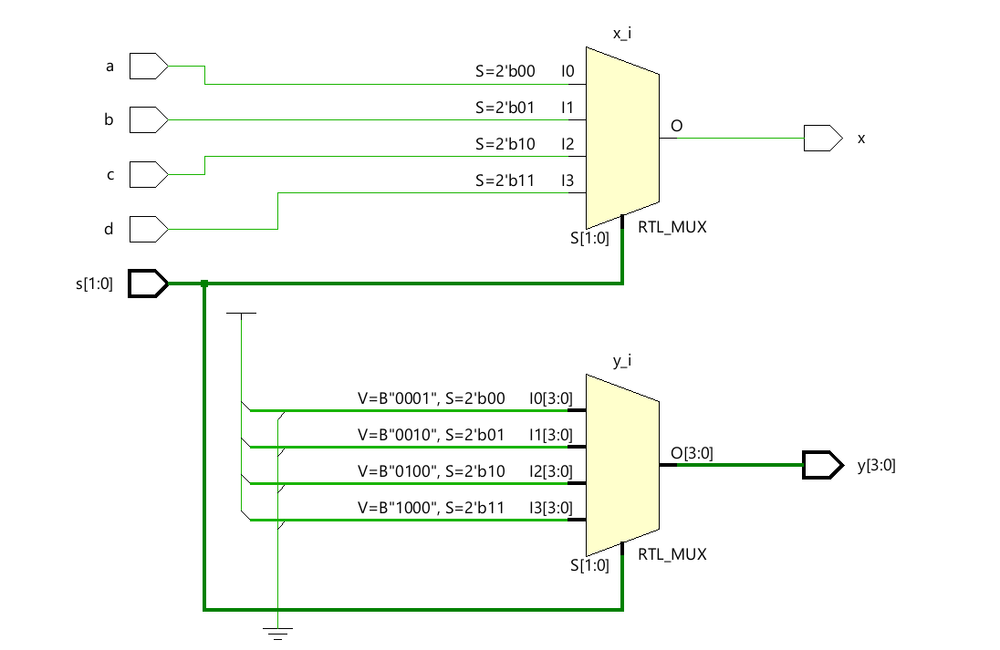 x_i
a
S=2'b00 I0
b
S=2'b01 I1
O
x
c
S=2'b10 I2
S=2'b11 I3
d
S[1:0]
RTL_MUX
s[1:0]
y_i
V=B"0001", S=2'b00 I0[3:0]
V=B"0010", S=2'b01 I1[3:0]
O[3:0]
y[3:0]
V=B"0100", S=2'b10 I2[3:0]
V=B"1000", S=2'b11 I3[3:0]
S[1:0]
RTL_MUX